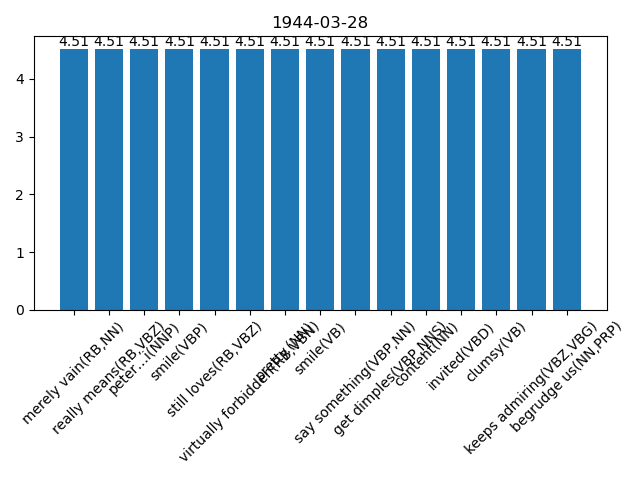 1944-03-28
4.51 4.51 4.51 4.51 4.51 4.51 4.51 4.51 4.51 4.51 4.51 4.51 4.51 4.51 4.51
4
3
2
1
0
merely vain(RB,NN)
really means(RB,VBZ)
peter...i(NNP)
smile(VBP)
still loves(RB,VBZ)
virtually forbidden(RB,VBN)
pretty(NN)
smile(VB)
say something(VBP,NN)
get dimples(VBP,NNS)
content(NN)
invited(VBD)
clumsy(VB)
keeps admiring(VBZ,VBG)
begrudge us(NN,PRP)